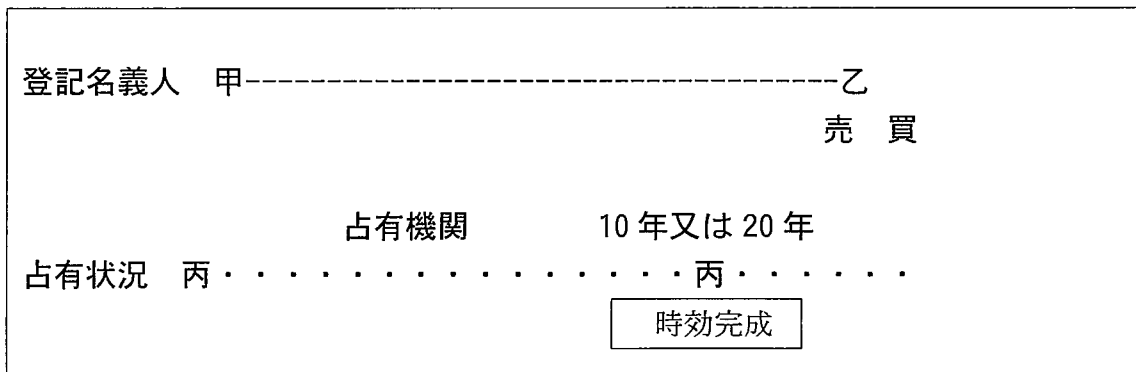 登記名義人　甲-------------------------------------乙
売　買
占有機関　　　10年又は20年
占有状況　丙・・・・・・・・・・・・・・・丙・・・・・・
時効完成